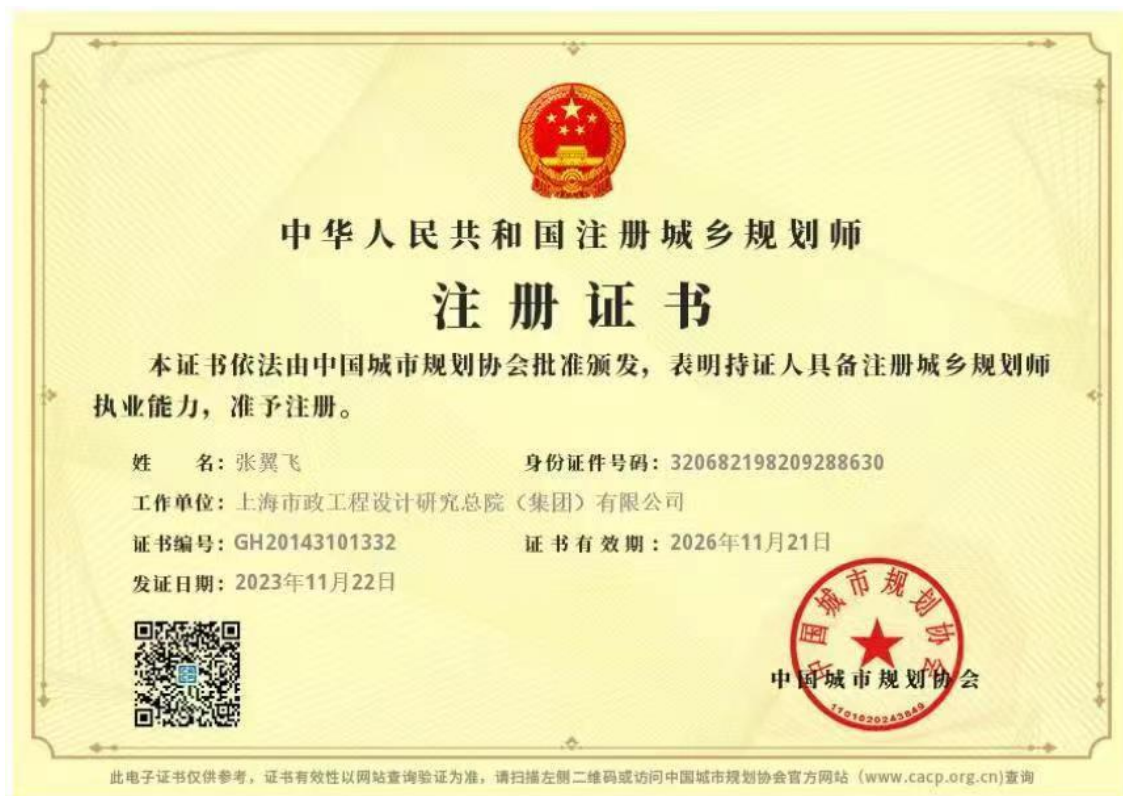 中华人民共和国注册城乡规划师
注册证书
本证书依法由中国城市规划协会批准颁发，表明持证人具备注册城乡规划师
执业能力，准予注册。
姓 名：张翼飞 身份证件号码：320682198209288630
工作单位：上海市政工程设计研究总院（集团）有限公司
证书编号：GH20143101332 证书有效期：2026年11月21日
发证日期：2023年11月22日
中国城市规划协会
中国城市规划协会
1101020243849
此电子证书仅供参考，证书有效性以网站查询验证为准，请扫描左侧二维码或访问中国城市规划协会官方网站（www.cacp.org.cn)查询